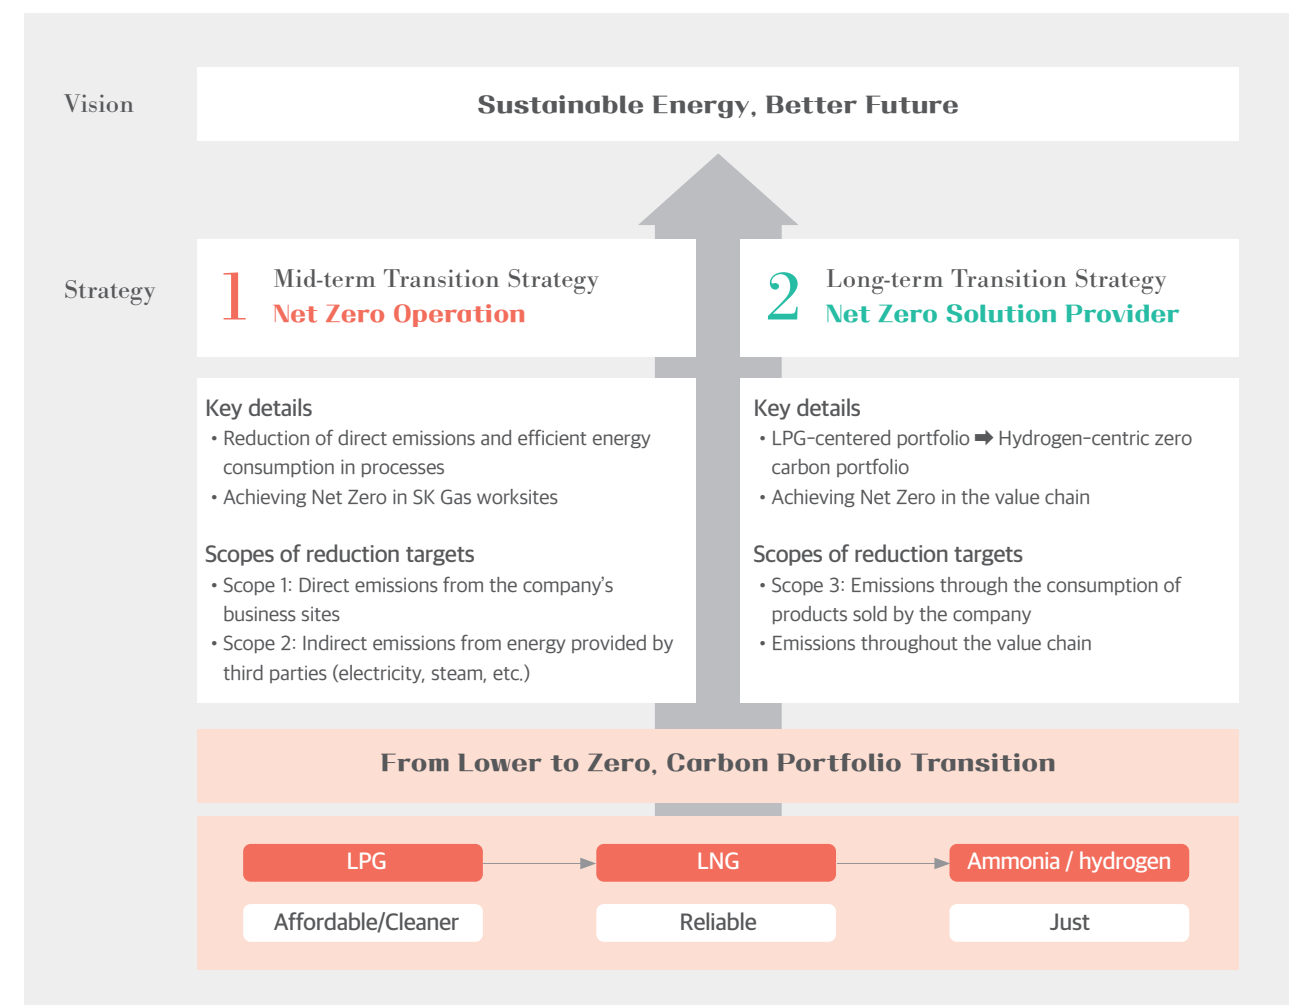 Vision
Sustainable Energy, Better Future
Strategy
1
Mid-term Transition Strategy
Net Zero Operation
2
Long-term Transition Strategy
Net Zero Solution Provider
Key details
• Reduction of direct emissions and efficient energy
consumption in processes
• Achieving Net Zero in SK Gas worksites
Scopes of reduction targets
• Scope 1: Direct emissions from the company's
business sites
• Scope 2: Indirect emissions from energy provided by
third parties (electricity, steam, etc.)
Key details
• LPG-centered portfolio ➡ Hydrogen-centric zero
carbon portfolio
• Achieving Net Zero in the value chain
Scopes of reduction targets
• Scope 3: Emissions through the consumption of
products sold by the company
• Emissions throughout the value chain
From Lower to Zero, Carbon Portfolio Transition
LPG
LNG
Ammonia / hydrogen
Affordable/Cleaner
Reliable
Just